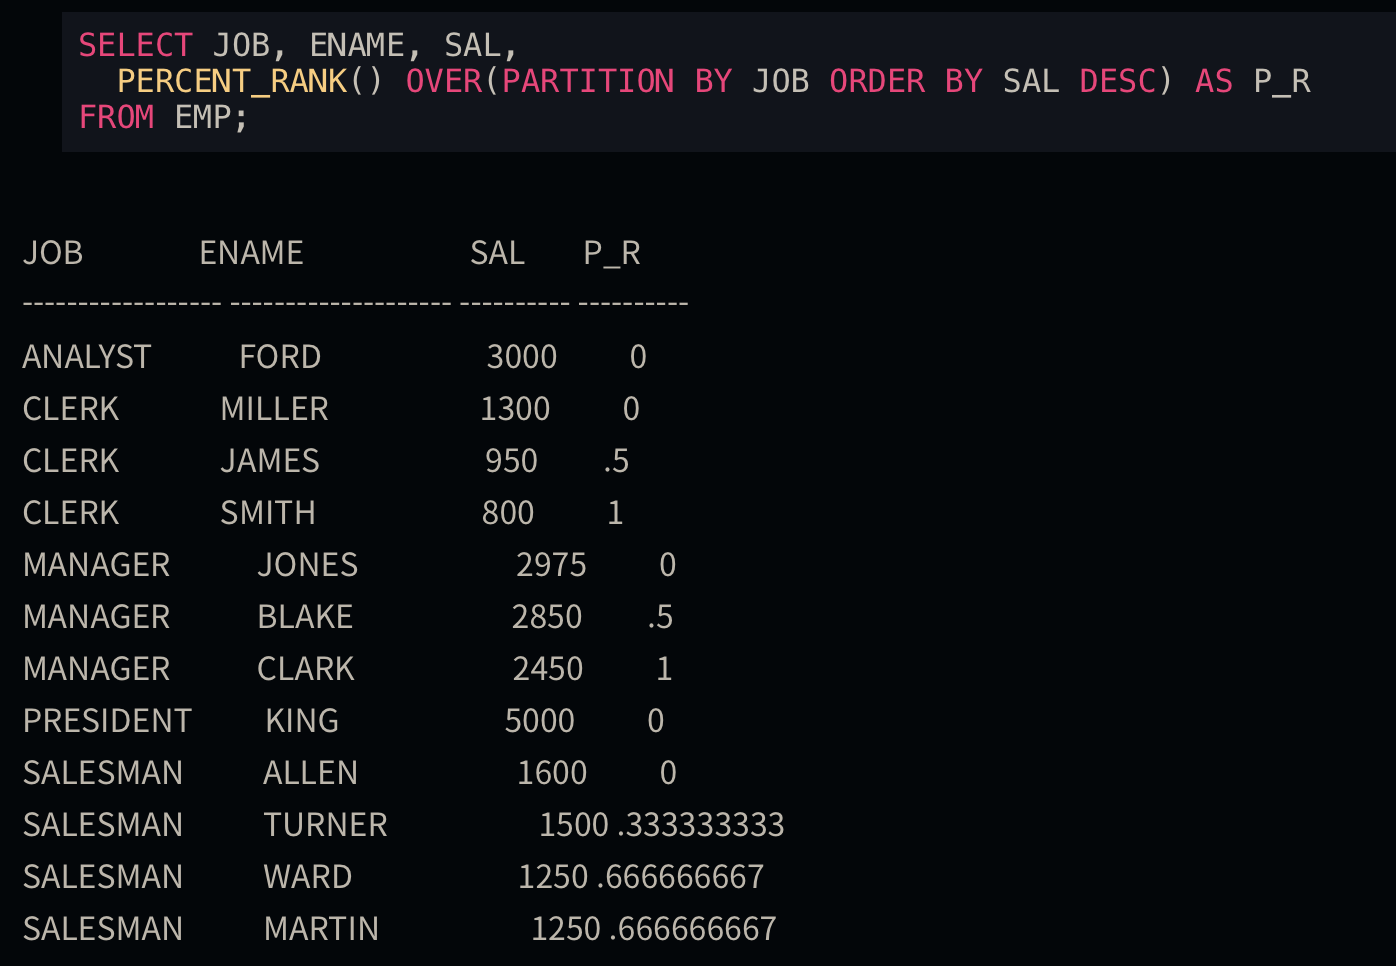 SELECT JOB, ENAME, SAL,
PERCENT_RANK() OVER(PARTITION BY JOB ORDER BY SAL DESC) AS P_R
FROM EMP;
JOB ENAME SAL P_R
------------------ -------------------- ---------- ----------
ANALYST FORD 3000 0
CLERK MILLER 1300 0
CLERK JAMES 950 .5
CLERK SMITH 800 1
MANAGER JONES 2975 0
MANAGER BLAKE 2850 .5
MANAGER CLARK 2450 1
PRESIDENT KING 5000 0
SALESMAN ALLEN 1600 0
SALESMAN TURNER 1500 .333333333
SALESMAN WARD 1250 .666666667
SALESMAN MARTIN 1250 .666666667